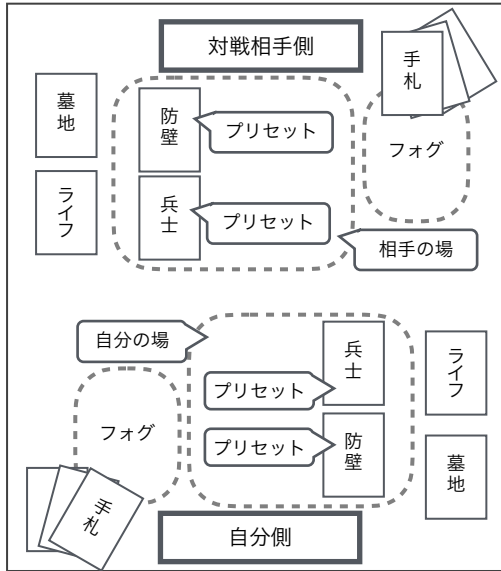 対戦相手側
手札
墓地
防壁
プリセット
フォグ
ライフ
兵士
プリセット
相手の場
自分の場
兵士
ライフ
プリセット
フォグ
プリセット
防壁
墓地
手札
自分側